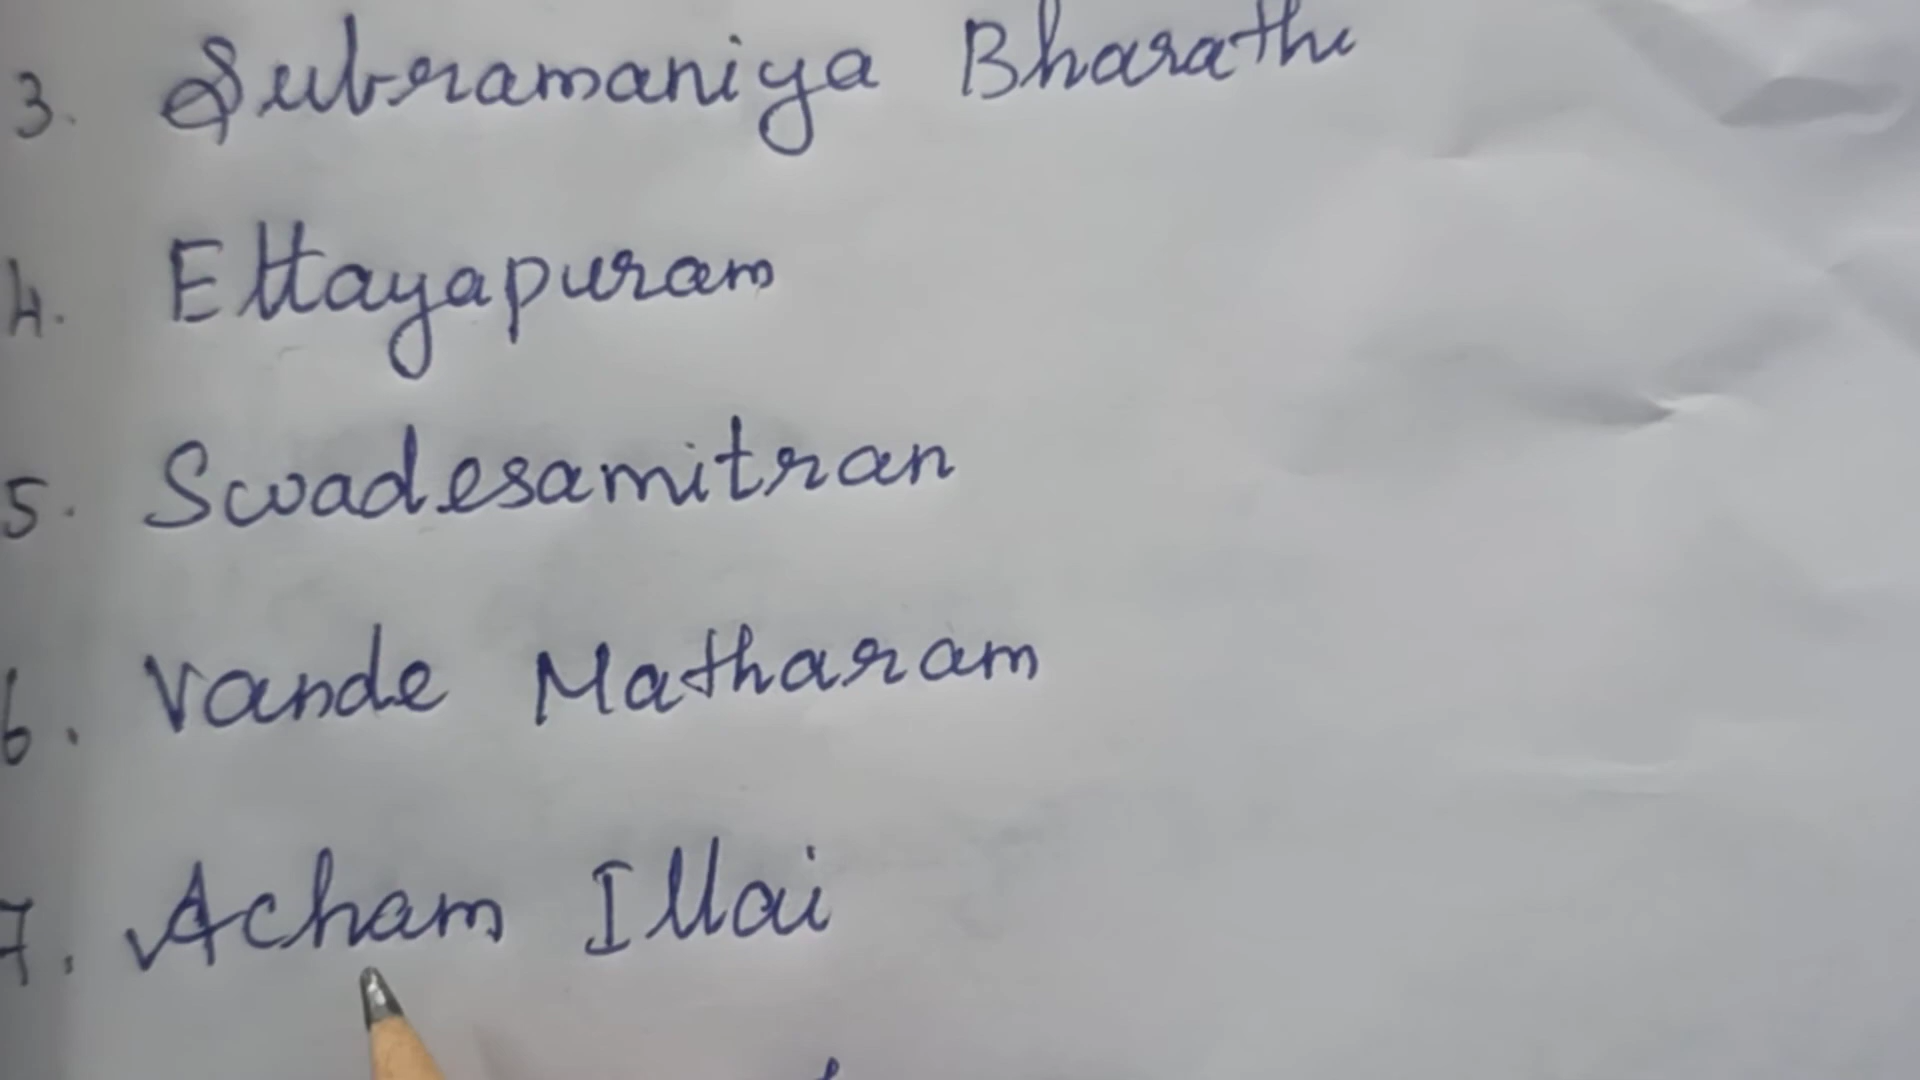 3. Subramaniya Bharathi
4. Ettayapuram
5. Swadesamitran
6. Vande Matharam
7. Acham Illai